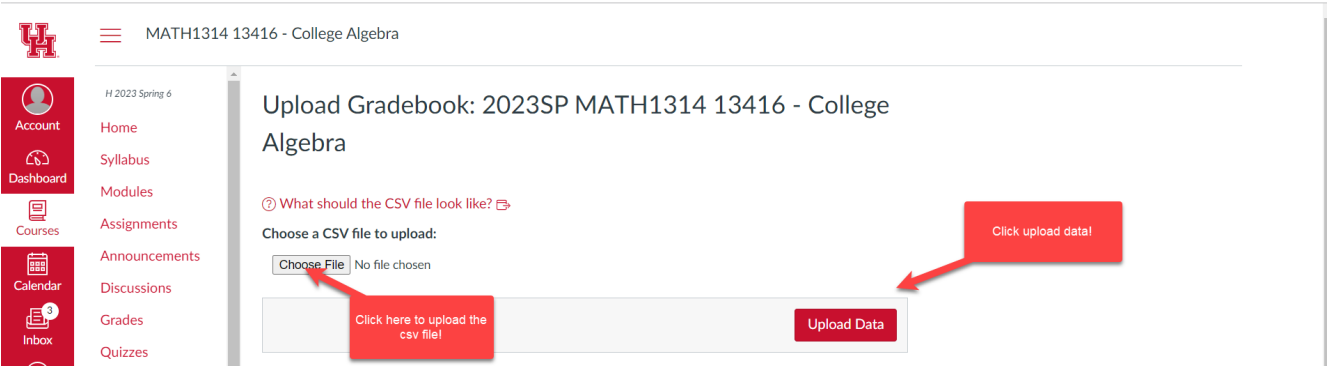 UH
MATH1314 13416 - College Algebra
Account
Dashboard
Courses
Calendar
3
Inbox
H 2023 Spring 6
Home
Syllabus
Modules
Assignments
Announcements
Discussions
Grades
Quizzes
Upload Gradebook: 2023SP MATH1314 13416 - College
Algebra
? What should the CSV file look like?
Choose a CSV file to upload:
Choose File No file chosen
Click here to upload the
csv file!
Click upload data!
Upload Data